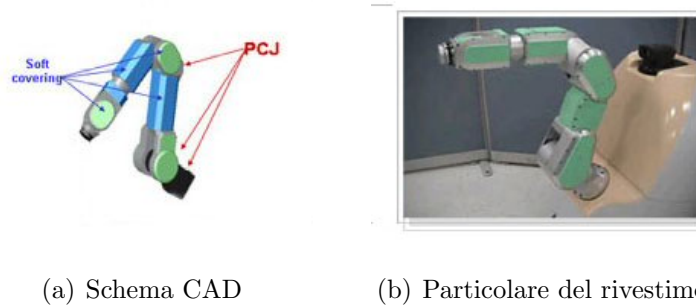 Soft
covering
PCJ
(a) Schema CAD
(b) Particolare del rivestim